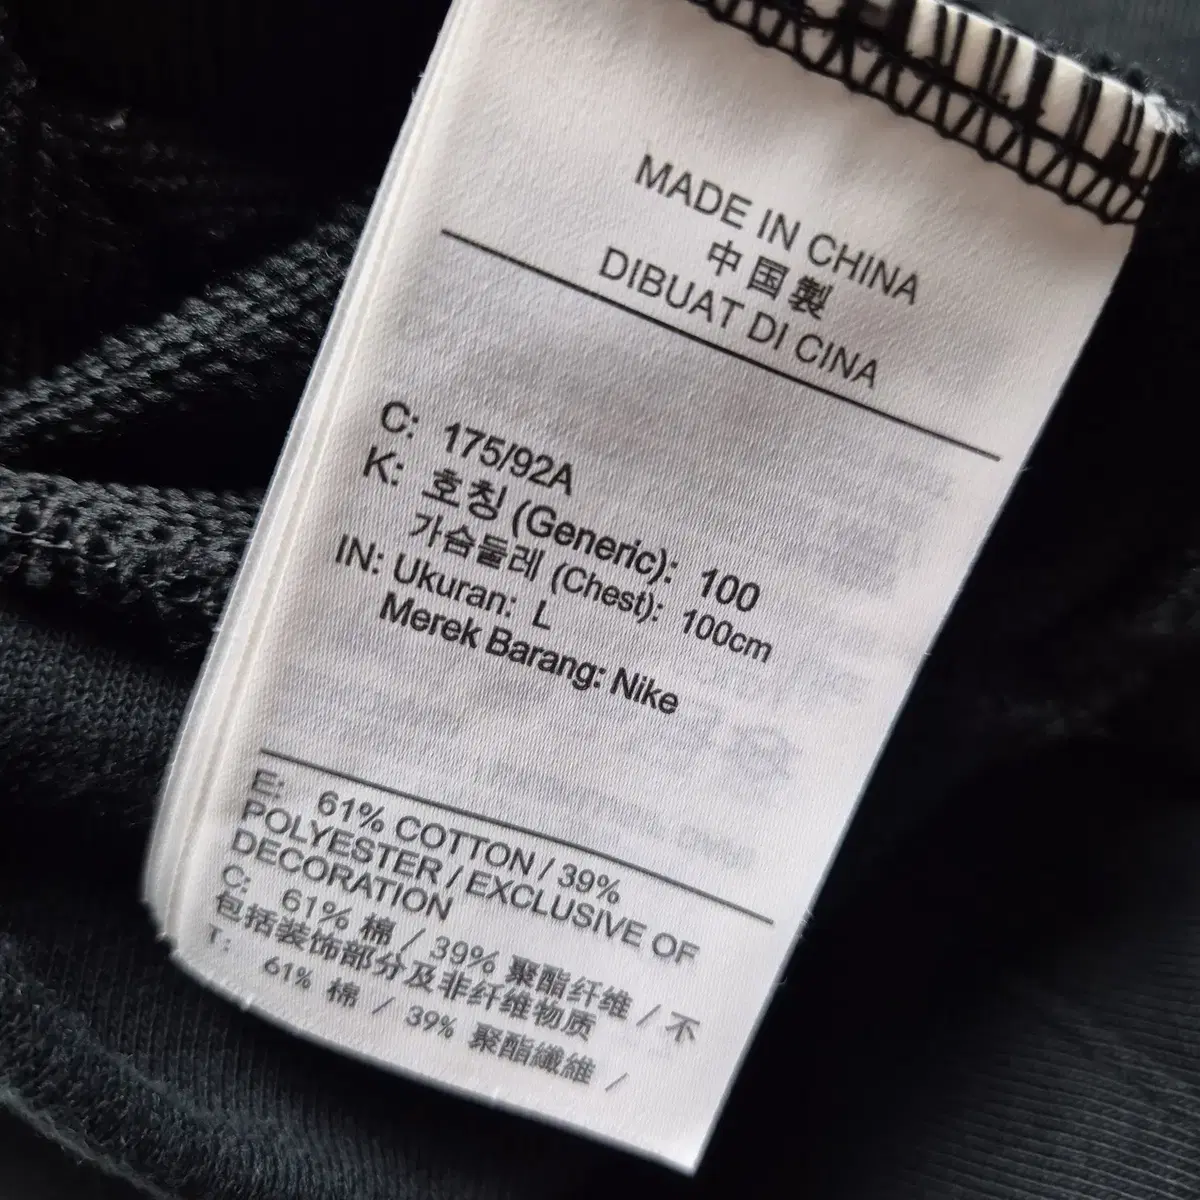 MADE IN CHINA
中国製
DIBUAT DI CINA
C: 175/92A
K: 호칭 (Generic): 100
가슴둘레 (Chest): 100cm
IN: Ukuran: L
Merek Barang: Nike
E: 61% COTTON / 39%
POLYESTER / EXCLUSIVE OF
DECORATION
C: 61% 棉 / 39% 聚酯纤维 / 不
包括装饰部分及非纤维物质
T: 61% 棉 / 39% 聚酯纖維 /